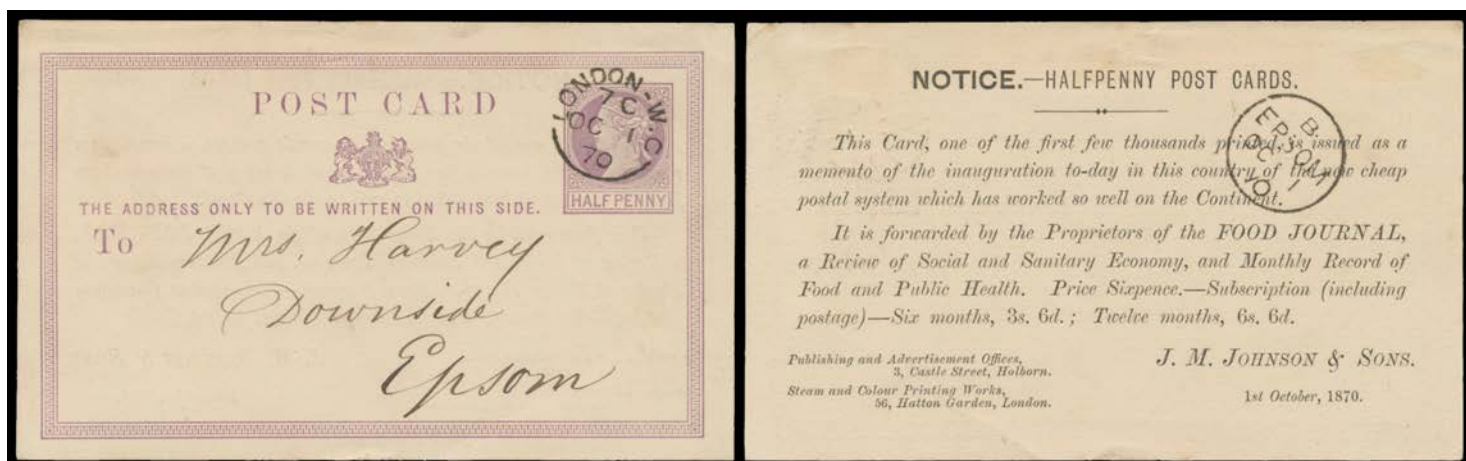 POST CARD
LONDON-W.C
7 C
OC 1
70
HALFPENNY
THE ADDRESS ONLY TO BE WRITTEN ON THIS SIDE.
To Mrs. Harvey
Downside
Epsom
NOTICE.—HALFPENNY POST CARDS.
B
EPSOM
OC 1
70
This Card, one of the first few thousands printed, is issued as a
memento of the inauguration to-day in this country of the new cheap
postal system which has worked so well on the Continent.
It is forwarded by the Proprietors of the FOOD JOURNAL,
a Review of Social and Sanitary Economy, and Monthly Record of
Food and Public Health. Price Sixpence.—Subscription (including
postage)—Six months, 3s. 6d.; Twelve months, 6s. 6d.
Publishing and Advertisement Offices,
3, Castle Street, Holborn.
Steam and Colour Printing Works,
56, Hatton Garden, London.
J. M. JOHNSON & SONS.
1st October, 1870.